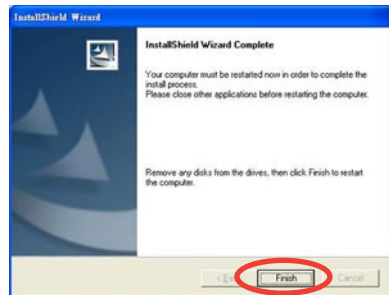 InstallShield Wizard
InstallShield Wizard Complete
Your computer must be restarted now in order to complete the
install process.
Please close other applications before restarting the computer.
Remove any disks from the drives, then click Finish to restart
the computer.
Finish
Cancel